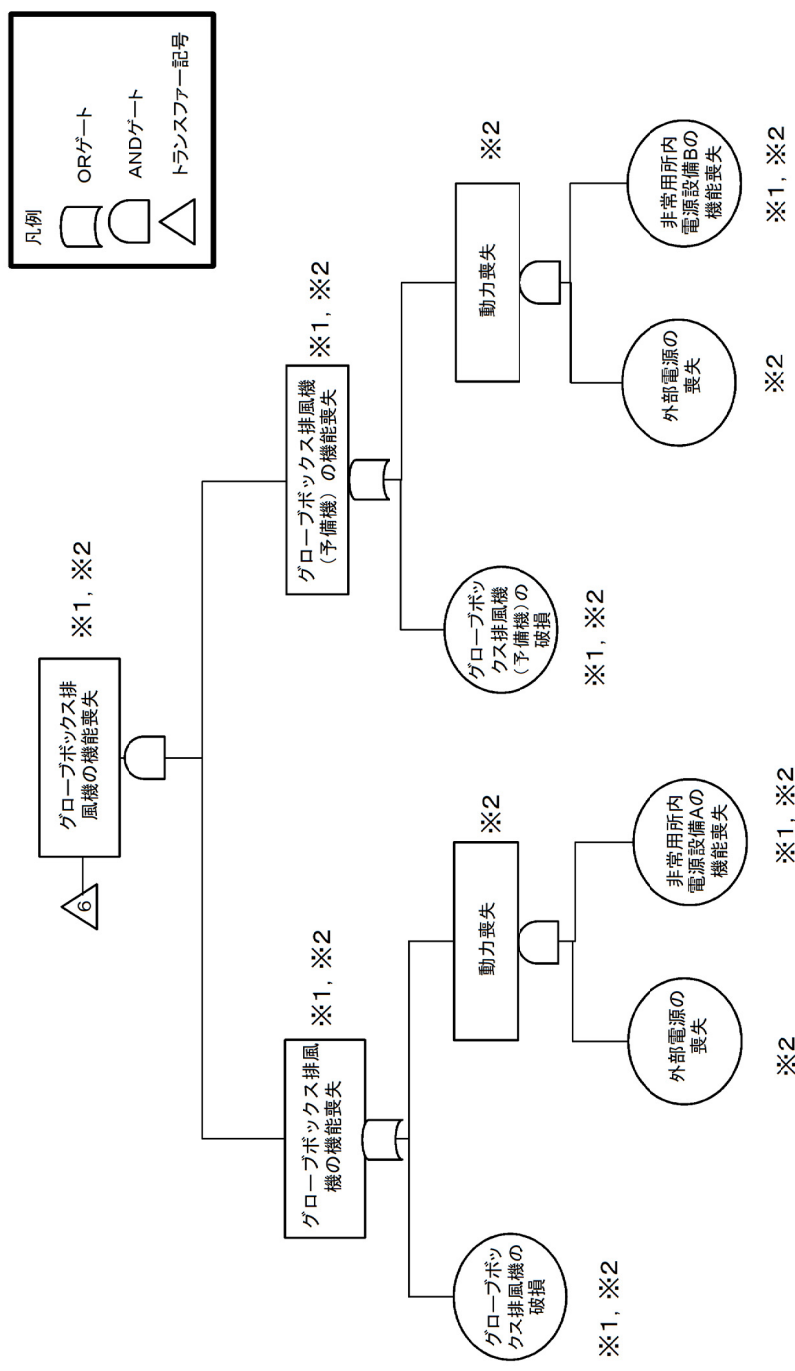 凡例
ORゲート
ANDゲート
トランスファー記号
6
グローブボックス排
風機の機能喪失
※1, ※2
グローブボックス排風
機の機能喪失
※1, ※2
グローブボックス排風機
(予備機)の機能喪失
※1, ※2
グローブボッ
クス排風機の
破損
※1, ※2
動力喪失
※2
グローブボッ
クス排風機
(予備機)の
破損
※1, ※2
動力喪失
※2
外部電源の
喪失
※2
非常用所内
電源設備Aの
機能喪失
※1, ※2
外部電源の
喪失
※2
非常用所内
電源設備Bの
機能喪失
※1, ※2